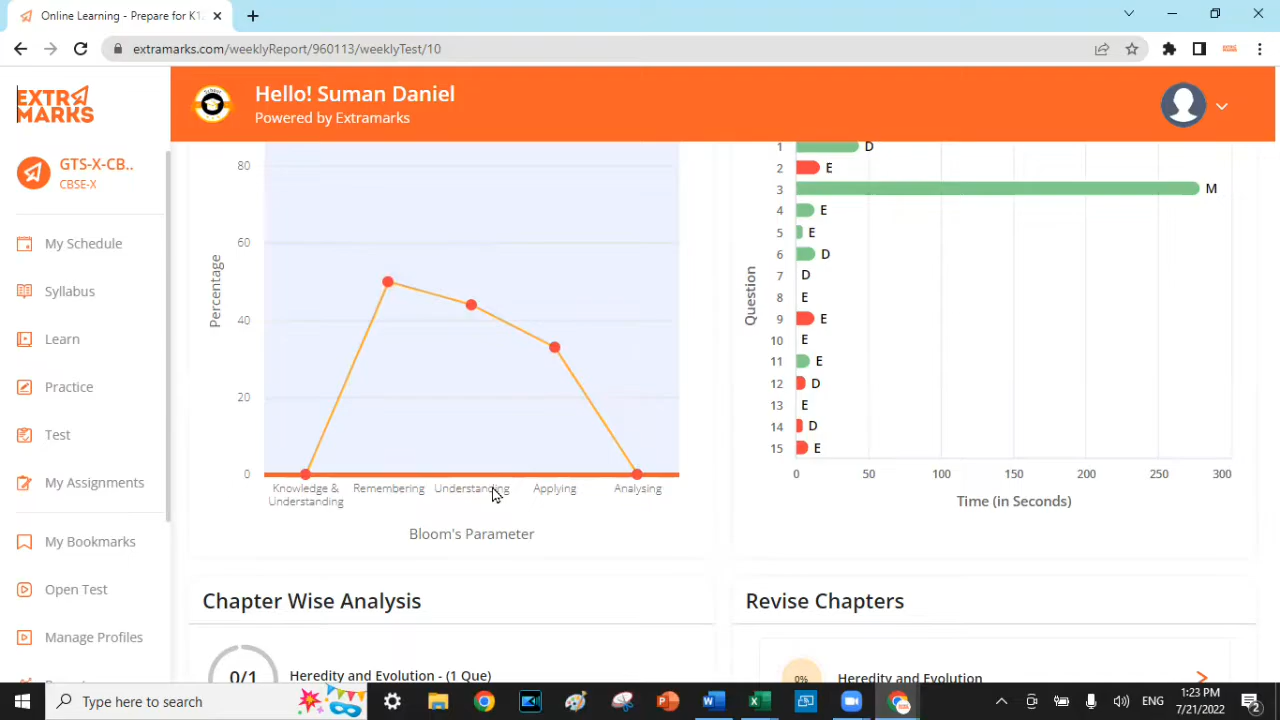 Online Learning - Prepare for K1
extramarks.com/weeklyReport/960113/weeklyTest/10
EXTRA
MARKS
Hello! Suman Daniel
Powered by Extramarks
GTS-X-CB..
CBSE-X
My Schedule
Syllabus
Learn
Practice
Test
My Assignments
My Bookmarks
Open Test
Manage Profiles
Percentage
80
60
40
20
0
Knowledge & Understanding
Remembering
Understanding
Applying
Analysing
Bloom's Parameter
Question
1 D
2 E
3 M
4 E
5 E
6 D
7 D
8 E
9 E
10 E
11 E
12 D
13 E
14 D
15 E
0 50 100 150 200 250 300
Time (in Seconds)
Chapter Wise Analysis
0/1
Heredity and Evolution - (1 Que)
Revise Chapters
0%
Heredity and Evolution
Type here to search
ENG
1:23 PM
7/21/2022
2